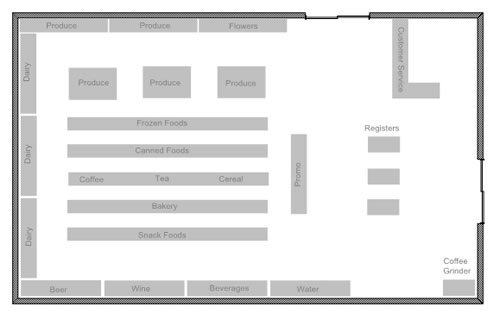 Produce
Produce
Flowers
Customer Service
Dairy
Produce
Produce
Produce
Frozen Foods
Registers
Canned Foods
Dairy
Coffee
Tea
Cereal
Promo
Bakery
Dairy
Snack Foods
Coffee
Grinder
Beer
Wine
Beverages
Water